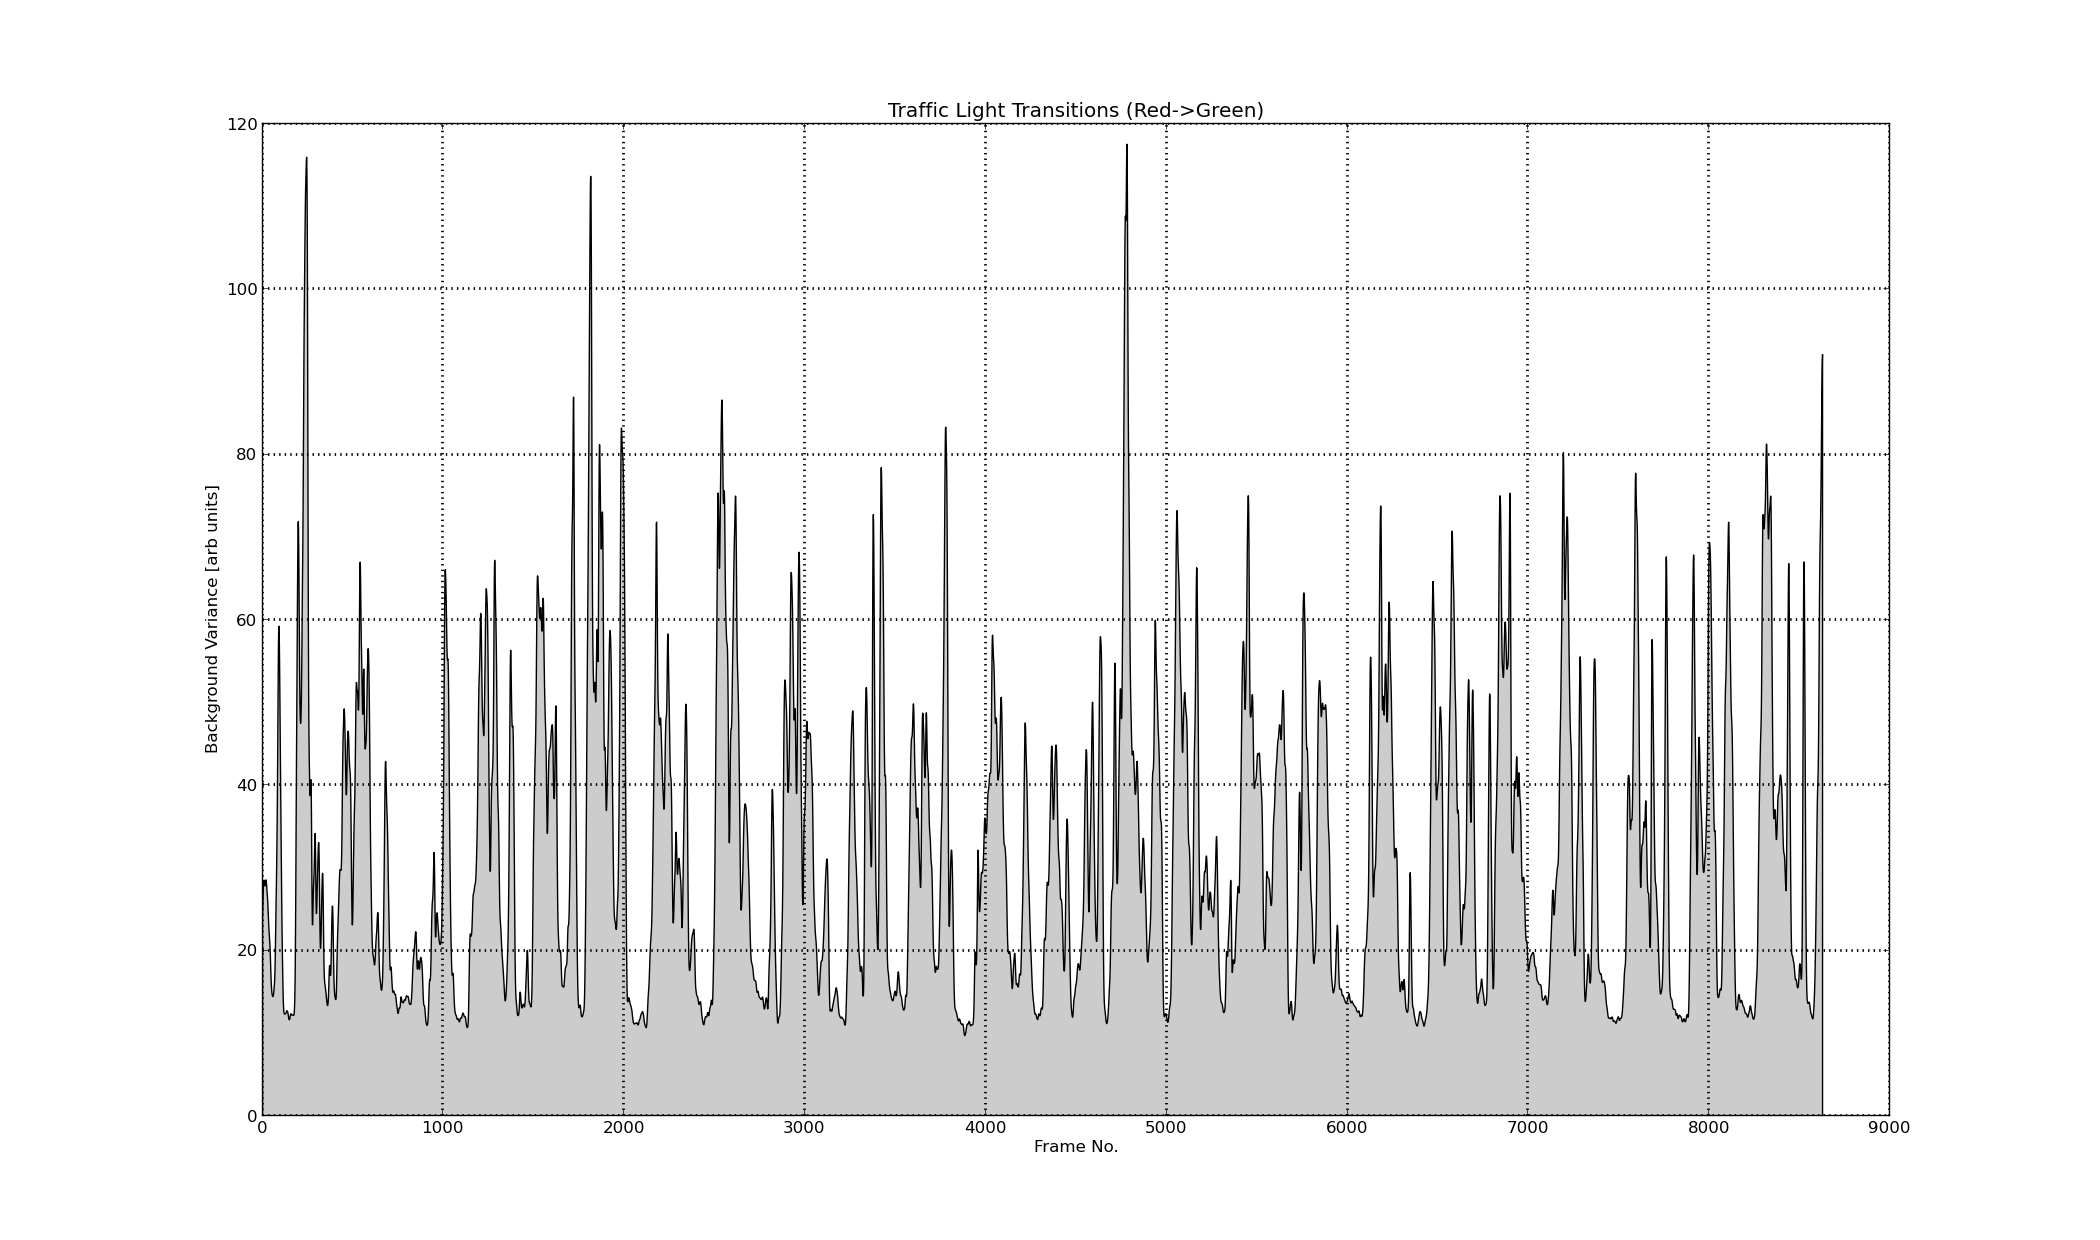 Traffic Light Transitions (Red->Green)
120
100
80
60
40
20
0
Background Variance [arb units]
0 1000 2000 3000 4000 5000 6000 7000 8000 9000
Frame No.